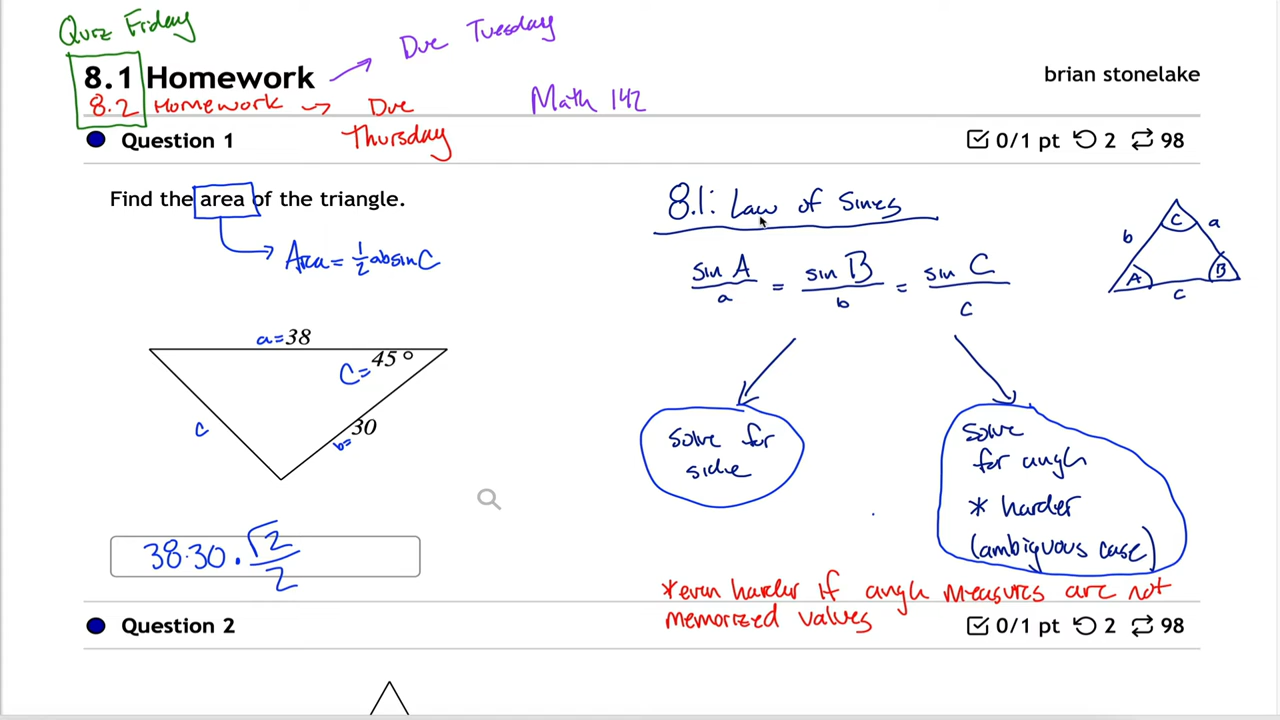 Quiz Friday
Due Tuesday
8.1 Homework
brian stonelake
8.2 Homework → Due Thursday
Math 142
Question 1
0/1 pt 2 98
Find the area of the triangle.
Area = 1/2 ab sin C
8.1: Law of Sines
sin A / a = sin B / b = sin C / c
C
b
a
A
B
c
a = 38
C = 45°
c
b = 30
solve for
side
solve
for angle
* harder
(ambiguous case)
38·30 · √2 / 2
*even harder if angle measures are not
memorized values
Question 2
0/1 pt 2 98